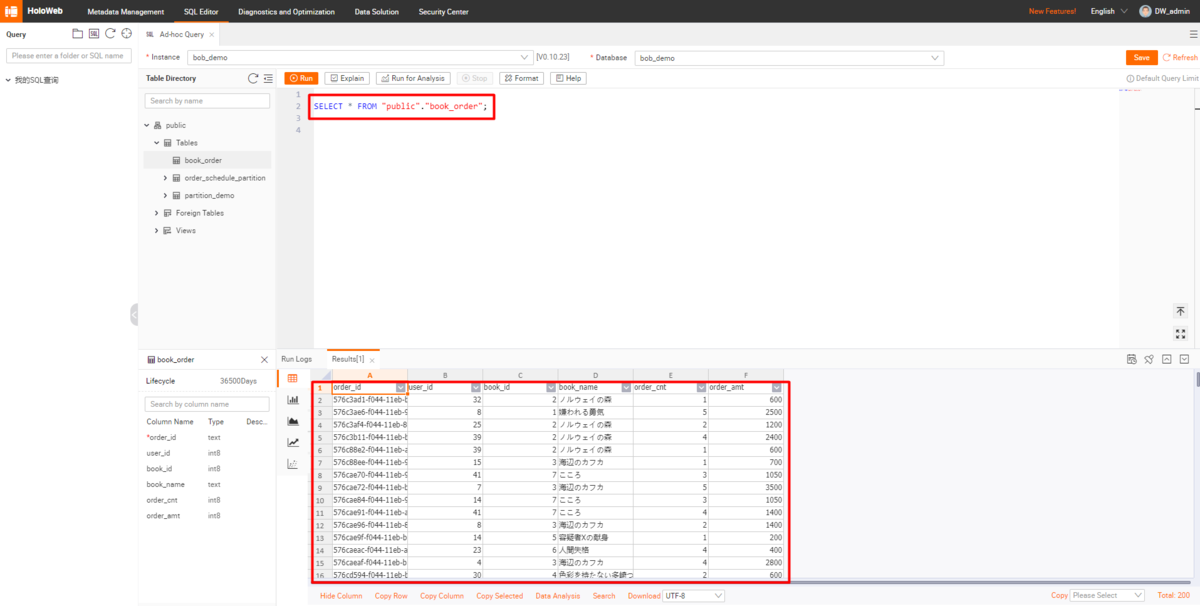 HoloWeb Metadata Management SQL Editor Diagnostics and Optimization Data Solution Security Center New Features! English DW_admin
Query
Please enter a folder or SQL name
我的SQL查询
Ad-hoc Query
* Instance bob_demo [V0.10.23] * Database bob_demo Save Refresh
Table Directory
Run Explain Run for Analysis Stop Format Help Default Query Limit
Search by name
public
Tables
book_order
order_schedule_partition
partition_demo
Foreign Tables
Views
1
2 SELECT * FROM "public"."book_order";
3
4
book_order
Lifecycle 36500Days
Search by column name
Column Name Type Desc...
*order_id text
user_id int8
book_id int8
book_name text
order_cnt int8
order_amt int8
Run Logs Results[1]
A B C D E F
1 order_id user_id book_id book_name order_cnt order_amt
2 576c3ad1-f044-11eb-b 32 2 ノルウェイの森 1 600
3 576c3ae6-f044-11eb-9 8 1 嫌われる勇気 5 2500
4 576c3af4-f044-11eb-8 25 2 ノルウェイの森 2 1200
5 576c3b11-f044-11eb-b 39 2 ノルウェイの森 4 2400
6 576c88e2-f044-11eb-a 39 2 ノルウェイの森 1 600
7 576c88ee-f044-11eb-9 15 3 海辺のカフカ 1 700
8 576cae70-f044-11eb-9 41 7 こころ 3 1050
9 576cae72-f044-11eb-b 7 3 海辺のカフカ 5 3500
10 576cae84-f044-11eb-9 14 7 こころ 3 1050
11 576cae91-f044-11eb-a 41 7 こころ 4 1400
12 576cae96-f044-11eb-8 8 3 海辺のカフカ 2 1400
13 576cae9f-f044-11eb-b 14 5 容疑者Xの献身 1 200
14 576caeac-f044-11eb-a 23 6 人間失格 4 400
15 576caeaf-f044-11eb-b 4 3 海辺のカフカ 4 2800
16 576cd594-f044-11eb-b 30 4 色彩を持たない多崎つ 2 600
Hide Column Copy Row Copy Column Copy Selected Data Analysis Search Download UTF-8 Copy Please Select Total: 200